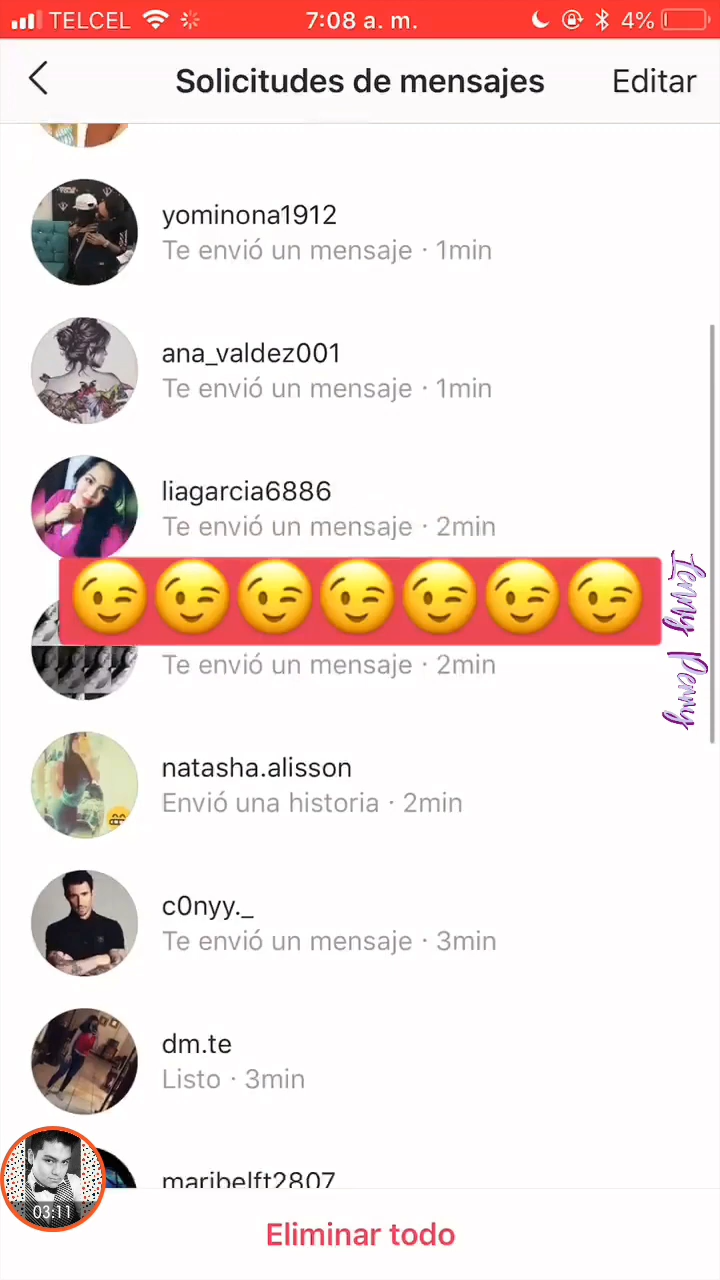 TELCEL 7:08 a. m. 4%
Solicitudes de mensajes Editar
yominona1912
Te envió un mensaje · 1min
ana_valdez001
Te envió un mensaje · 1min
liagarcia6886
Te envió un mensaje · 2min
Te envió un mensaje · 2min
Lenny Penny
natasha.alisson
Envió una historia · 2min
c0nyy._
Te envió un mensaje · 3min
dm.te
Listo · 3min
maribelft2807
03:11
Eliminar todo